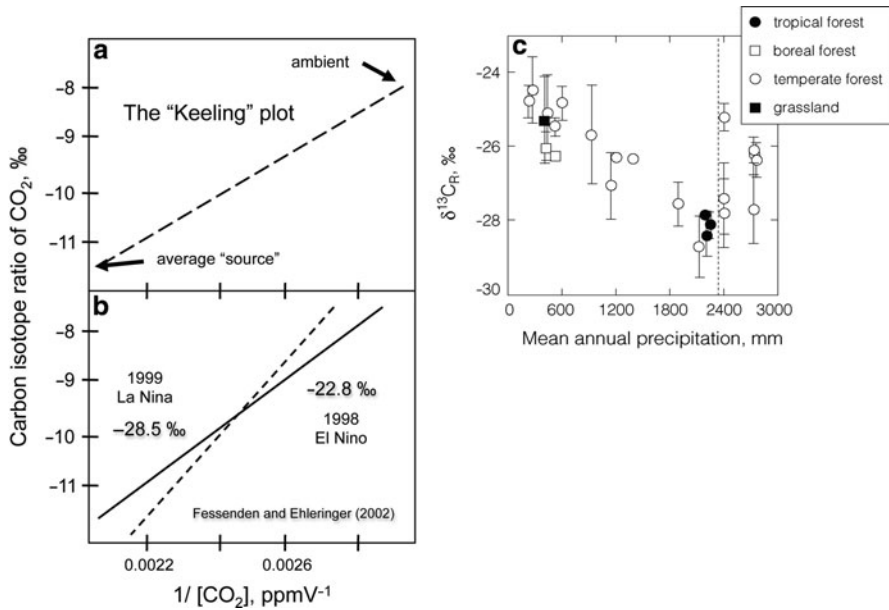 a
ambient
The "Keeling" plot
average "source"
−8
−9
−10
−11
b
1999
La Nina
−28.5 ‰
−22.8 ‰
1998
El Nino
Fessenden and Ehleringer (2002)
−8
−9
−10
−11
0.0022
0.0026
1/ [CO₂], ppmV⁻¹
Carbon isotope ratio of CO₂, ‰
c
tropical forest
boreal forest
temperate forest
grassland
-24
-26
-28
-30
δ¹³C_R, ‰
0
600
1200
1800
2400
3000
Mean annual precipitation, mm